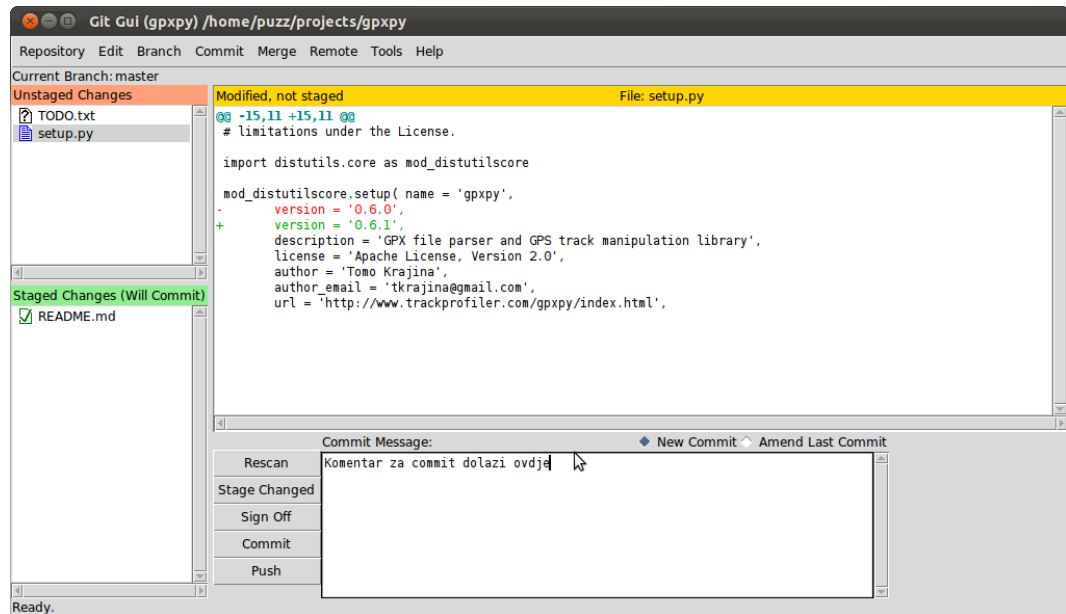 Git Gui (gpxpy) /home/puzz/projects/gpxpy
Repository Edit Branch Commit Merge Remote Tools Help
Current Branch: master
Unstaged Changes
TODO.txt
setup.py
Staged Changes (Will Commit)
README.md
Modified, not staged File: setup.py
@@ -15,11 +15,11 @@
# limitations under the License.
import distutils.core as mod_distutilscore
mod_distutilscore.setup( name = 'gpxpy',
- version = '0.6.0',
+ version = '0.6.1',
description = 'GPX file parser and GPS track manipulation library',
license = 'Apache License, Version 2.0',
author = 'Tomo Krajina',
author_email = 'tkrajina@gmail.com',
url = 'http://www.trackprofiler.com/gpxpy/index.html',
Commit Message: New Commit Amend Last Commit
Rescan
Stage Changed
Sign Off
Commit
Push
Komentar za commit dolazi ovdje
Ready.